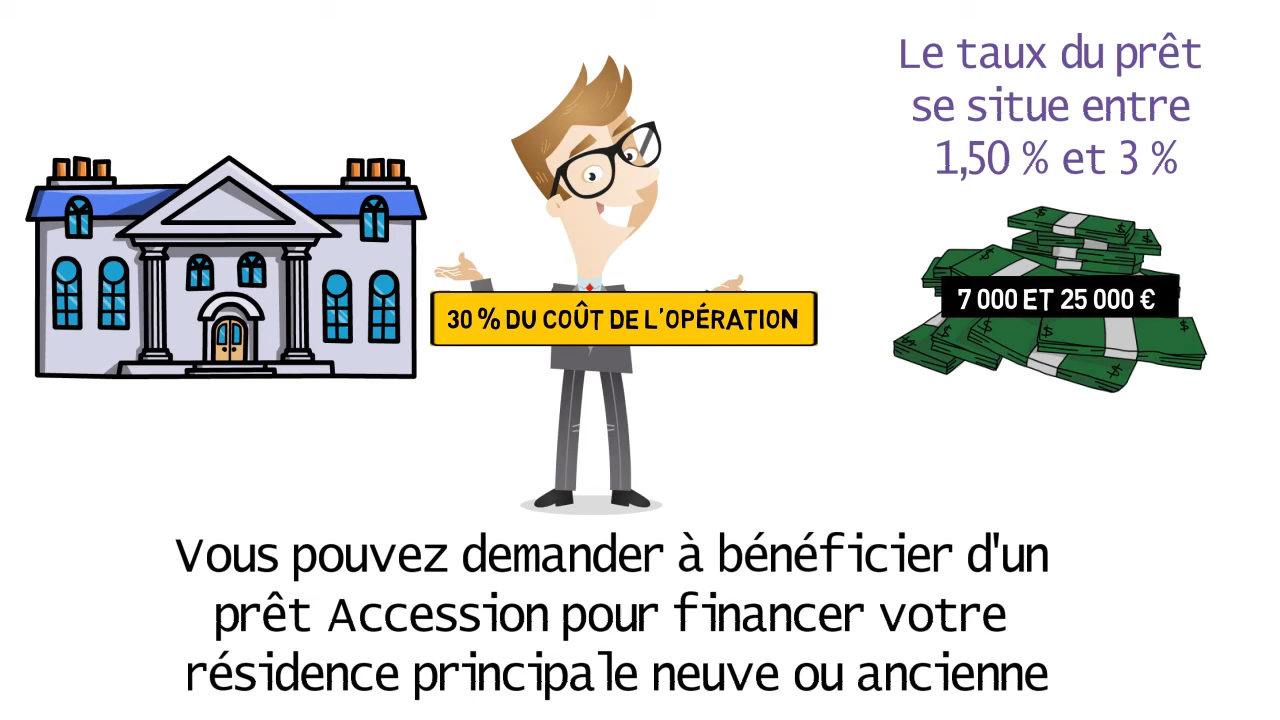 Le taux du prêt
se situe entre
1,50 % et 3 %
7 000 ET 25 000 €
30 % DU COÛT DE L'OPÉRATION
Vous pouvez demander à bénéficier d'un
prêt Accession pour financer votre
résidence principale neuve ou ancienne